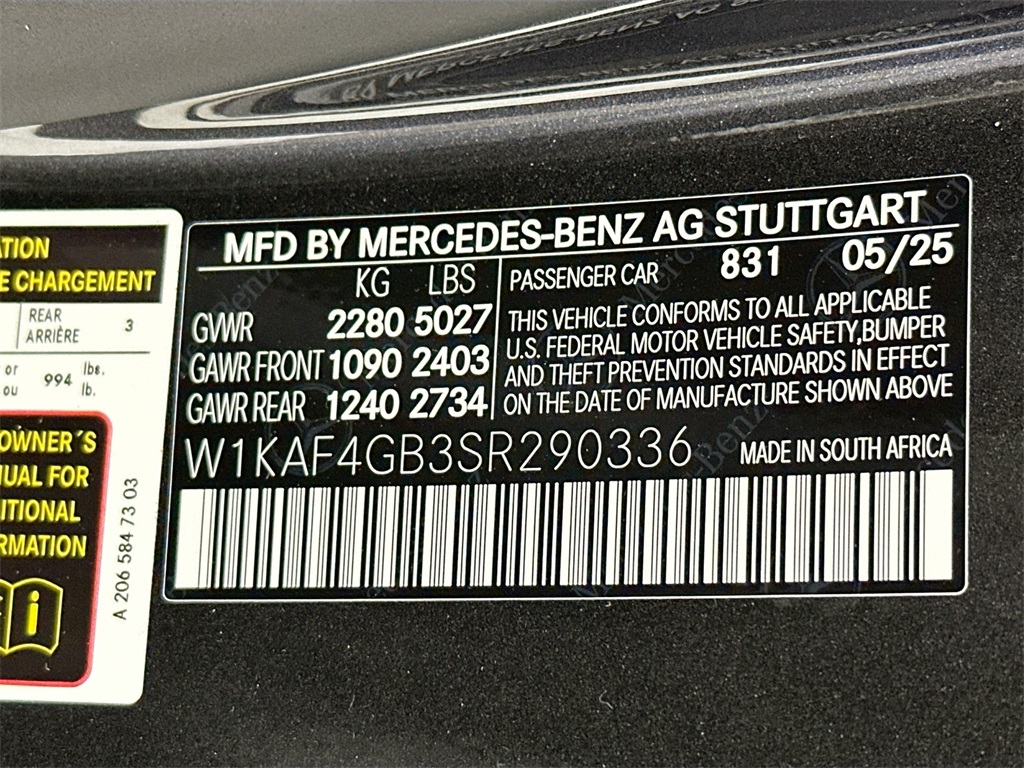 MFD BY MERCEDES-BENZ AG STUTTGART
KG LBS
GVWR 2280 5027
GAWR FRONT 1090 2403
GAWR REAR 1240 2734
PASSENGER CAR 831 05/25
THIS VEHICLE CONFORMS TO ALL APPLICABLE
U.S. FEDERAL MOTOR VEHICLE SAFETY, BUMPER
AND THEFT PREVENTION STANDARDS IN EFFECT
ON THE DATE OF MANUFACTURE SHOWN ABOVE
W1KAF4GB3SR290336 MADE IN SOUTH AFRICA
ATION
E CHARGEMENT
REAR
ARRIÈRE 3
or 994 lbs.
ou lb.
OWNER´S
NUAL FOR
ITIONAL
ORMATION
A 206 584 73 03